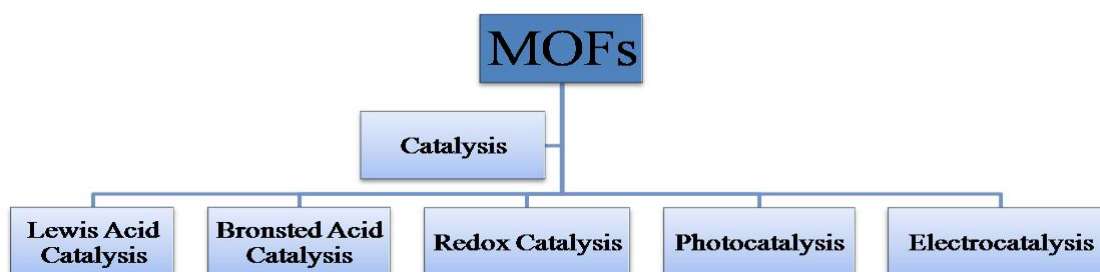 MOFs
Catalysis
Lewis Acid
Catalysis
Bronsted Acid
Catalysis
Redox Catalysis
Photocatalysis
Electrocatalysis